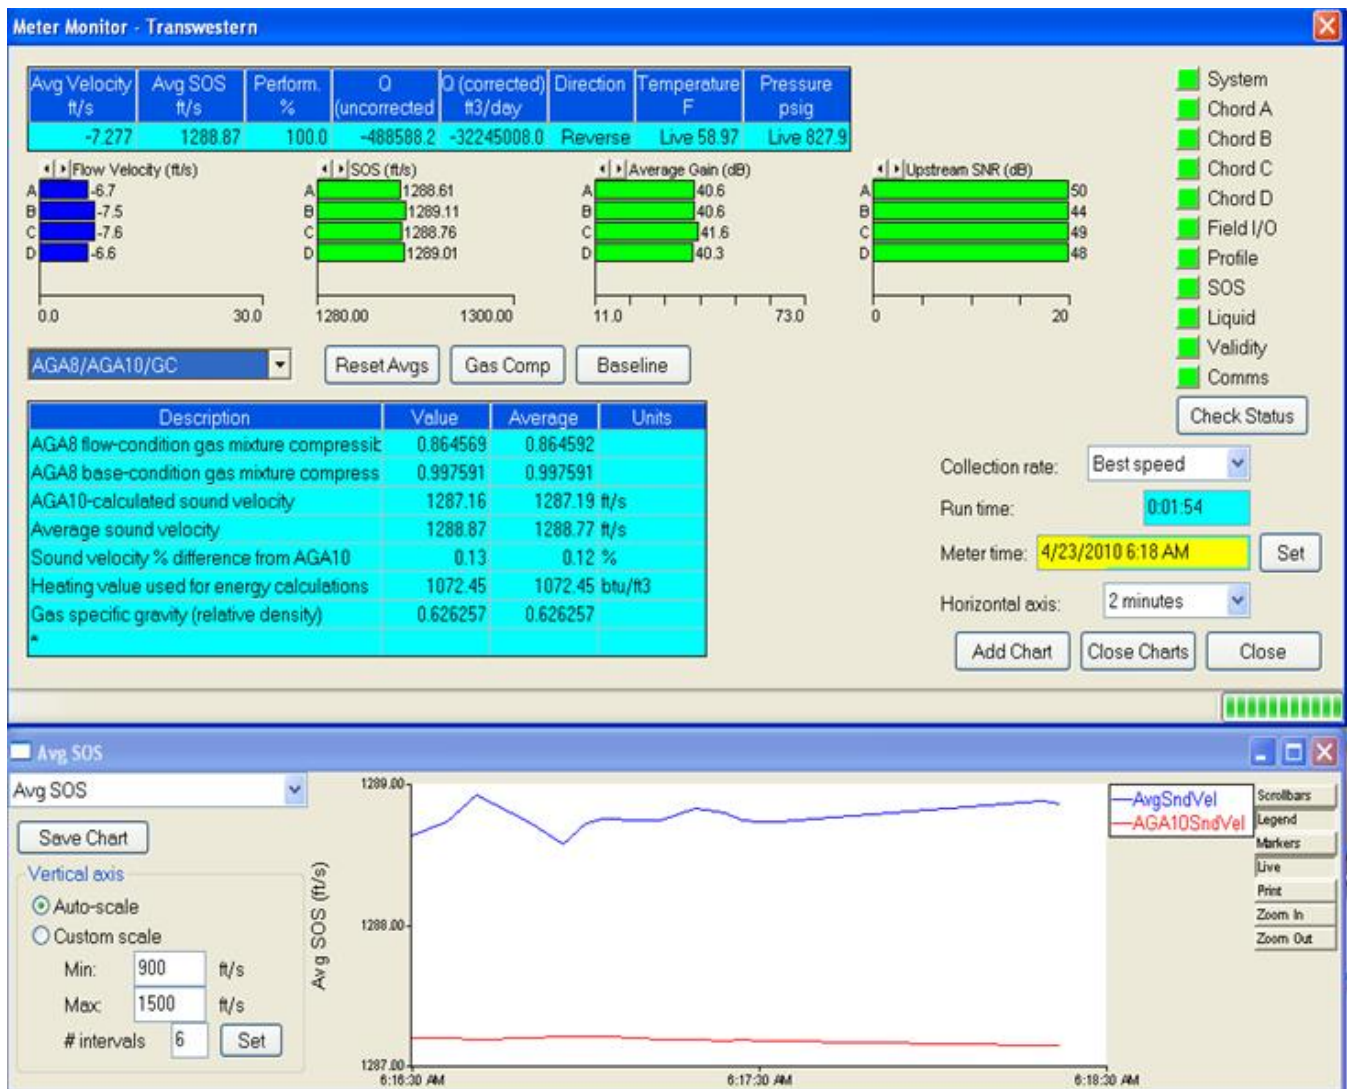 Meter Monitor - Transwestern
Avg Velocity ft/s Avg SOS ft/s Perform. % Q (uncorrected Q (corrected) ft3/day Direction Temperature F Pressure psig
-7.277 1288.87 100.0 -488588.2 -32245008.0 Reverse Live 58.97 Live 827.9
System
Chord A
Chord B
Chord C
Chord D
Field I/O
Profile
SOS
Liquid
Validity
Comms
Check Status
Flow Velocity (ft/s)
A -6.7
B -7.5
C -7.6
D -6.6
0.0 30.0
SOS (ft/s)
A 1288.61
B 1289.11
C 1288.76
D 1289.01
1280.00 1300.00
Average Gain (dB)
A 40.6
B 40.6
C 41.6
D 40.3
11.0 73.0
Upstream SNR (dB)
A 50
B 44
C 49
D 48
0 20
AGA8/AGA10/GC Reset Avgs Gas Comp Baseline
Description Value Average Units
AGA8 flow-condition gas mixture compressib 0.864569 0.864592
AGA8 base-condition gas mixture compress 0.997591 0.997591
AGA10-calculated sound velocity 1287.16 1287.19 ft/s
Average sound velocity 1288.87 1288.77 ft/s
Sound velocity % difference from AGA10 0.13 0.12 %
Heating value used for energy calculations 1072.45 1072.45 btu/ft3
Gas specific gravity (relative density) 0.626257 0.626257
*
Collection rate: Best speed
Run time: 0:01:54
Meter time: 4/23/2010 6:18 AM Set
Horizontal axis: 2 minutes
Add Chart Close Charts Close
Avg SOS
Avg SOS
Save Chart
Vertical axis
Auto-scale
Custom scale
Min: 900 ft/s
Max: 1500 ft/s
# intervals 6 Set
Avg SOS (ft/s)
1289.00
1288.00
1287.00
6:16:30 AM 6:17:30 AM 6:18:30 AM
AvgSndVel
AGA10SndVel
Scrollbars
Legend
Markers
Live
Print
Zoom In
Zoom Out